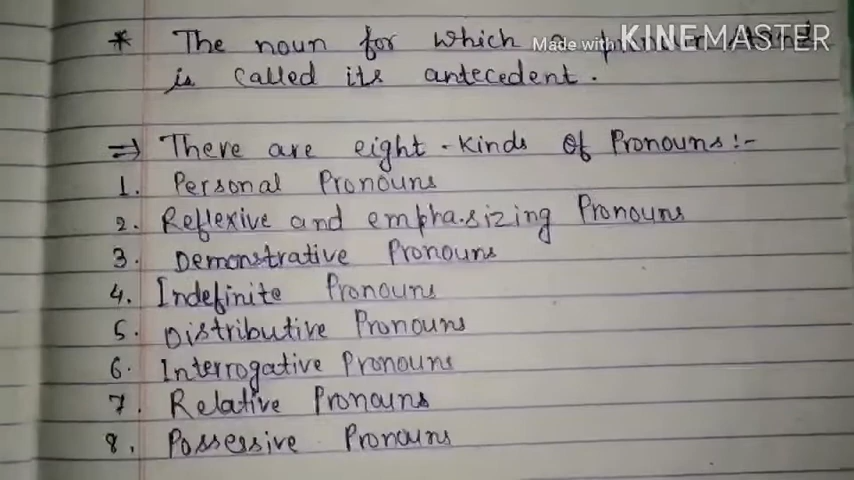 * The noun for which a pronoun stands
is called its antecedent.
Made with KINEMASTER
⇒ There are eight-kinds of Pronouns:-
1. Personal Pronouns
2. Reflexive and emphasizing Pronouns
3. Demonstrative Pronouns
4. Indefinite Pronouns
5. Distributive Pronouns
6. Interrogative Pronouns
7. Relative Pronouns
8. Possessive Pronouns